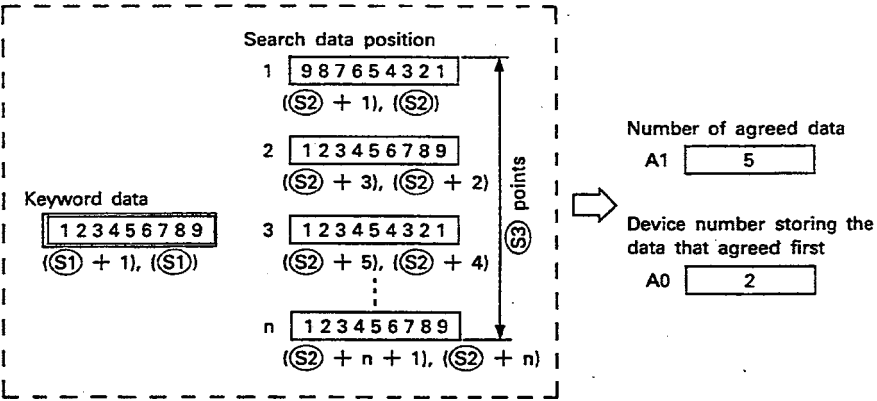 Search data position
1 987654321
((S2) + 1), ((S2))
2 123456789
((S2) + 3), ((S2) + 2)
Keyword data
123456789
((S1) + 1), ((S1))
3 123454321
((S2) + 5), ((S2) + 4)
n 123456789
((S2) + n + 1), ((S2) + n)
(S3) points
Number of agreed data
A1 5
Device number storing the
data that agreed first
A0 2